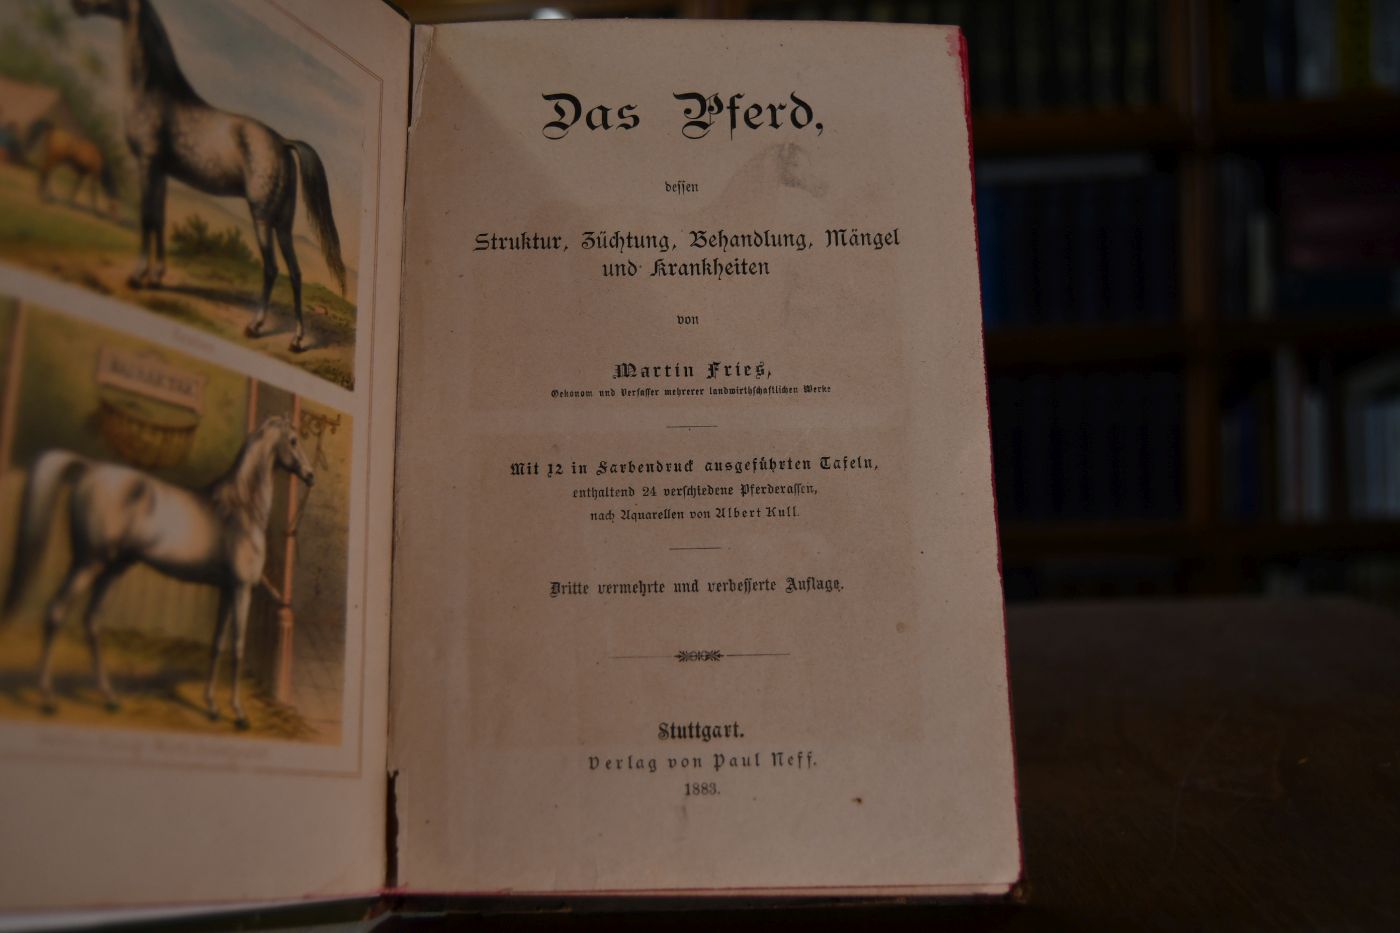 Das Pferd,
dessen
Struktur, Züchtung, Behandlung, Mängel
und Krankheiten
von
Martin Fries,
Oekonom und Verfasser mehrerer landwirthschaftlichen Werke
Mit 12 in Farbendruck ausgeführten Tafeln,
enthaltend 24 verschiedene Pferderassen,
nach Aquarellen von Albert Kull.
Dritte vermehrte und verbesserte Auflage.
Stuttgart.
Verlag von Paul Neff.
1883.
BAIRAKTAR